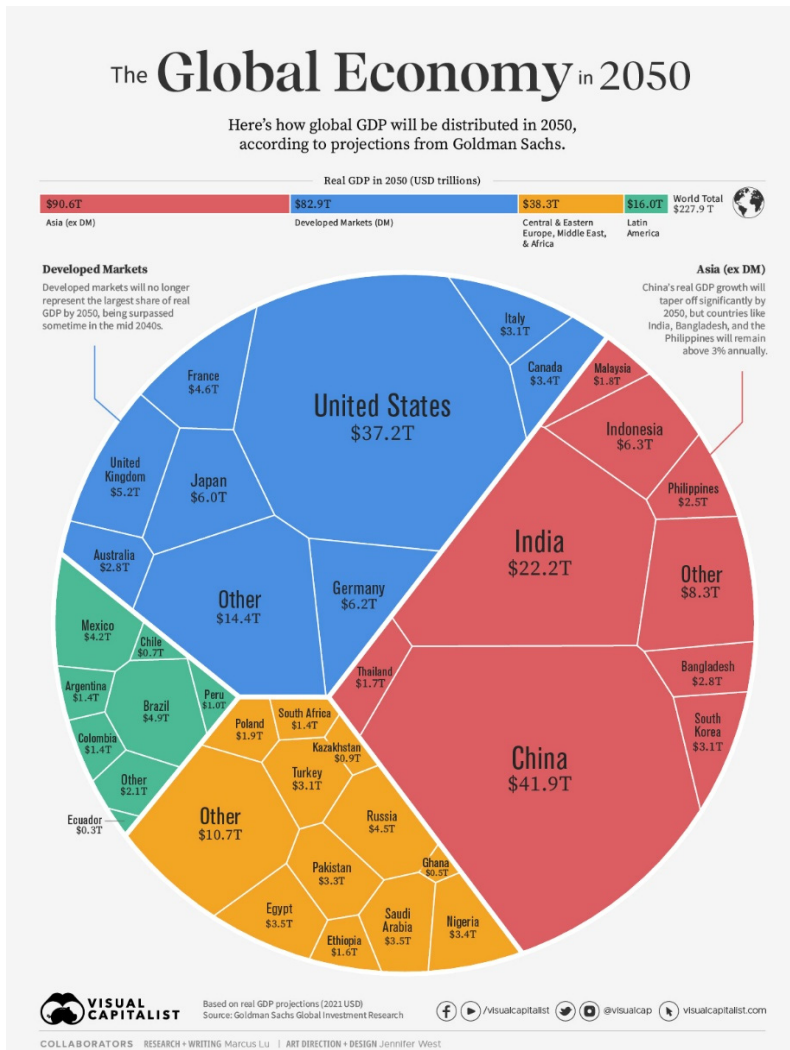 The Global Economy in 2050
Here's how global GDP will be distributed in 2050,
according to projections from Goldman Sachs.
Real GDP in 2050 (USD trillions)
$90.6T
$82.9T
$38.3T
$16.0T
World Total
$227.9 T
Asia (ex DM)
Developed Markets (DM)
Central & Eastern
Europe, Middle East,
& Africa
Latin
America
Developed Markets
Developed markets will no longer
represent the largest share of real
GDP by 2050, being surpassed
sometime in the mid 2040s.
Asia (ex DM)
China's real GDP growth will
taper off significantly by
2050, but countries like
India, Bangladesh, and the
Philippines will remain
above 3% annually.
Italy
$3.1T
Canada
$3.4T
France
$4.6T
United States
$37.2T
United
Kingdom
$5.2T
Japan
$6.0T
Australia
$2.8T
Other
$14.4T
Germany
$6.2T
Malaysia
$1.8T
Indonesia
$6.3T
Philippines
$2.5T
India
$22.2T
Other
$8.3T
Thailand
$1.7T
Bangladesh
$2.8T
South
Korea
$3.1T
China
$41.9T
Mexico
$4.2T
Chile
$0.7T
Argentina
$1.4T
Brazil
$4.9T
Peru
$1.0T
Colombia
$1.4T
Other
$2.1T
Ecuador
$0.3T
Poland
$1.9T
South Africa
$1.4T
Kazakhstan
$0.9T
Turkey
$3.1T
Other
$10.7T
Russia
$4.5T
Pakistan
$3.3T
Ghana
$0.5T
Egypt
$3.5T
Ethiopia
$1.6T
Saudi
Arabia
$3.5T
Nigeria
$3.4T
VISUAL
CAPITALIST
Based on real GDP projections (2021 USD)
Source: Goldman Sachs Global Investment Research
/visualcapitalist
@visualcap
visualcapitalist.com
COLLABORATORS RESEARCH + WRITING Marcus Lu | ART DIRECTION + DESIGN Jennifer West